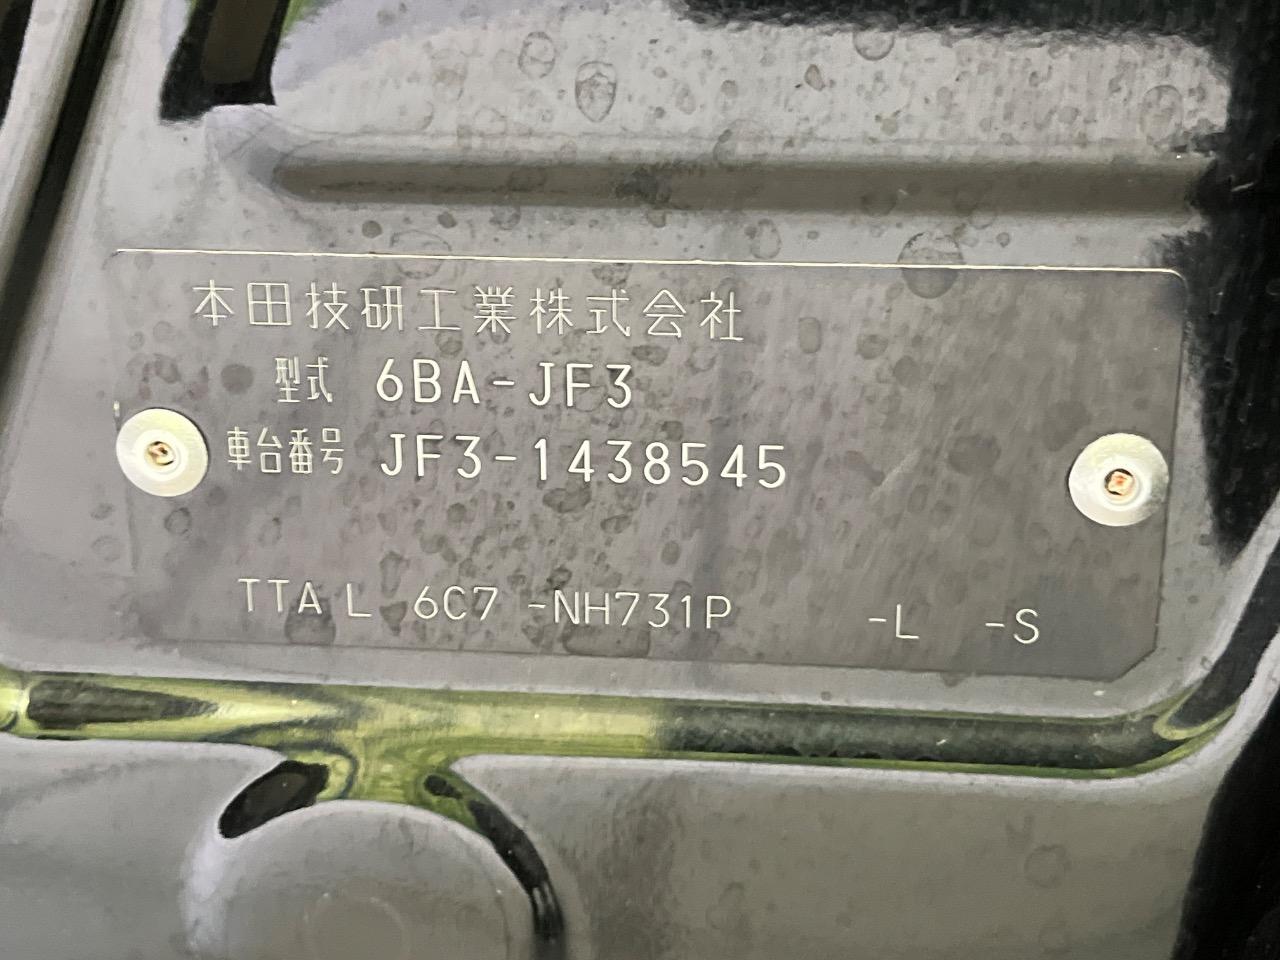 本田技研工業株式会社
型式 6BA-JF3
車台番号 JF3-1438545
TTA L 6C7 -NH731P -L -S